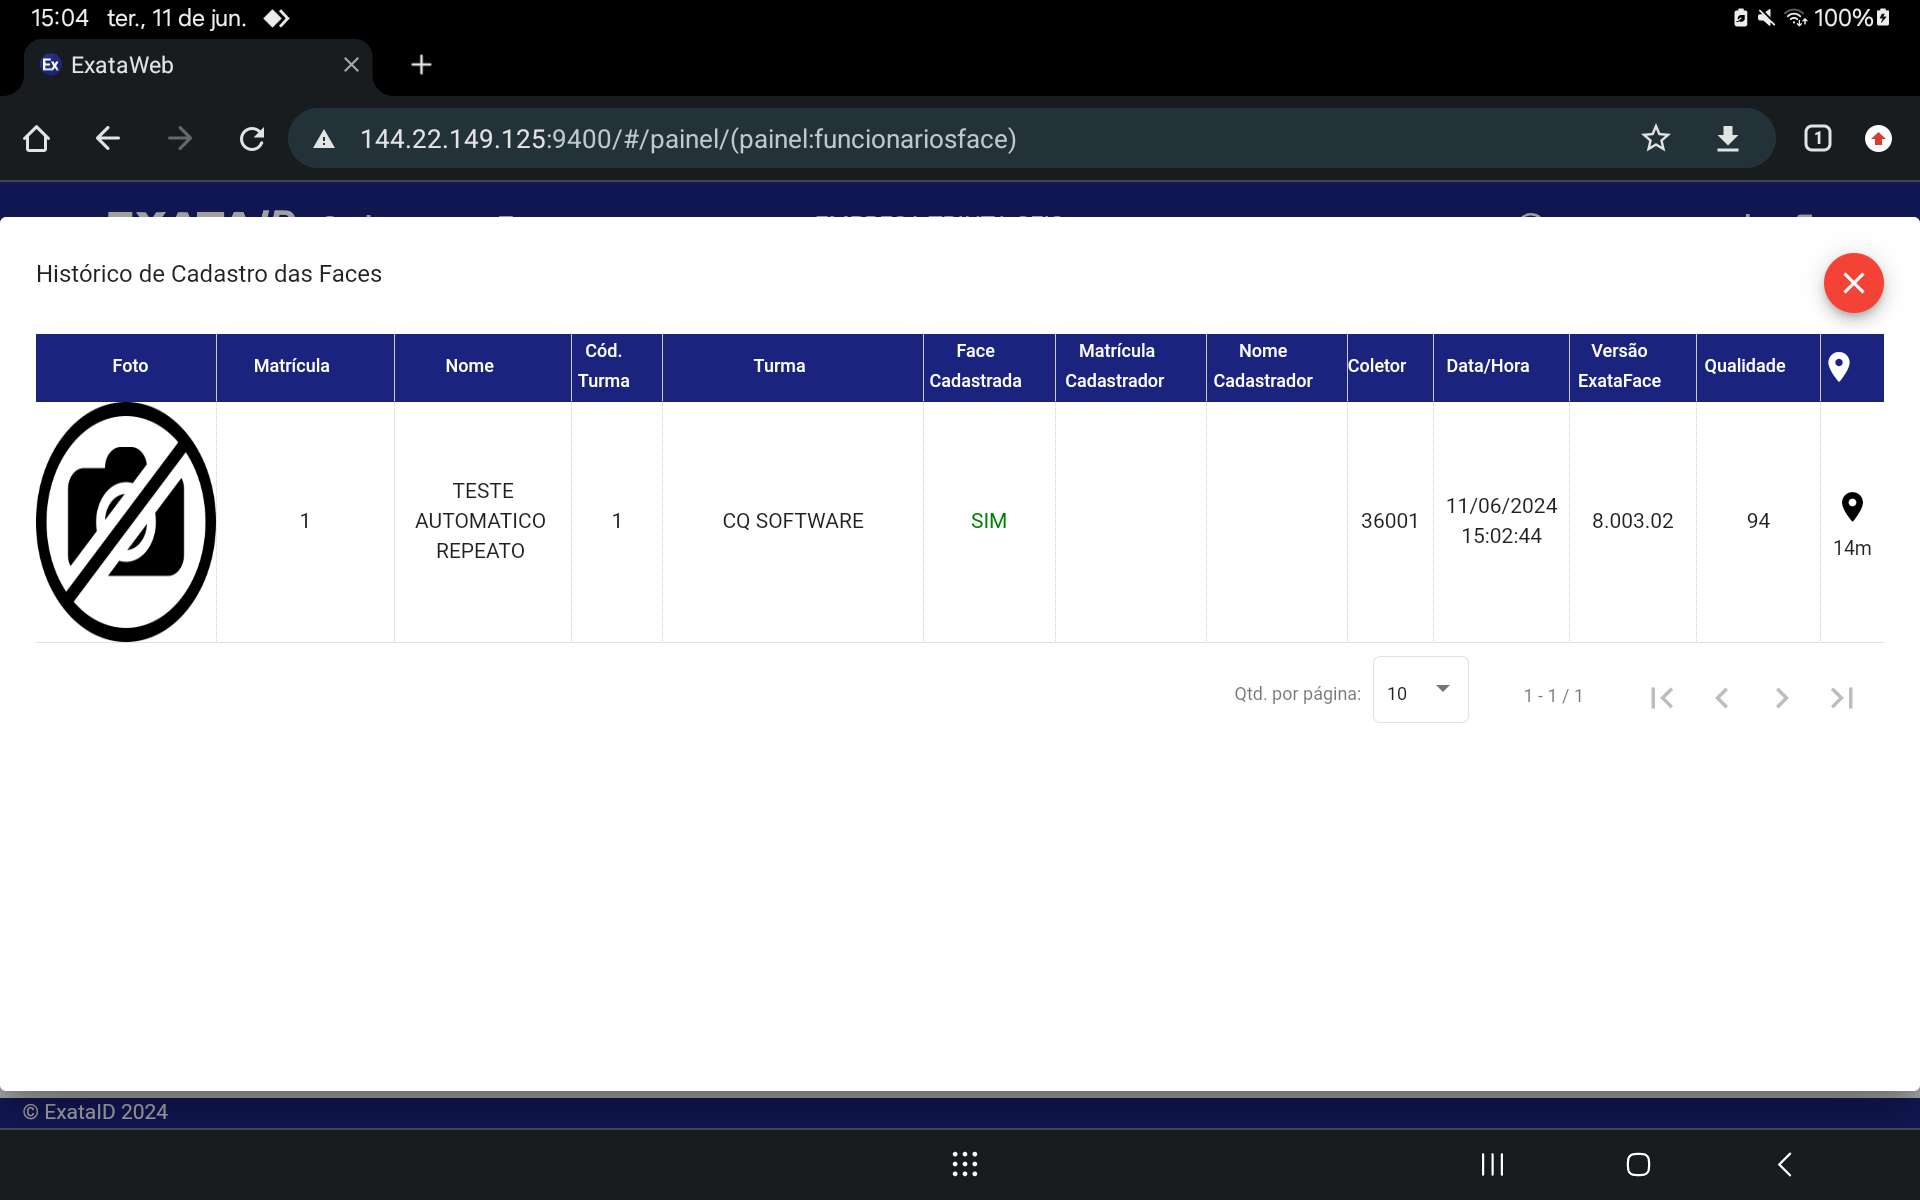 15:04 ter., 11 de jun. 100%
Ex ExataWeb
144.22.149.125:9400/#/painel/(painel:funcionariosface)
1
Histórico de Cadastro das Faces
Foto Matrícula Nome Cód. Turma Turma Face Cadastrada Matrícula Cadastrador Nome Cadastrador Coletor Data/Hora Versão ExataFace Qualidade
1 TESTE AUTOMATICO REPEATO 1 CQ SOFTWARE SIM 36001 11/06/2024 15:02:44 8.003.02 94 14m
Qtd. por página: 10 1 - 1 / 1
© ExataID 2024